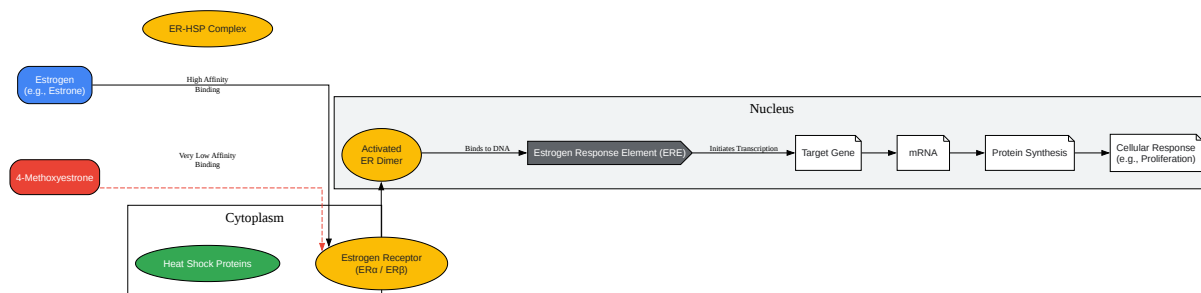 ER-HSP Complex
Estrogen
(e.g., Estrone)
High Affinity
Binding
Nucleus
Activated
ER Dimer
Binds to DNA
Estrogen Response Element (ERE)
Initiates Transcription
Target Gene
mRNA
Protein Synthesis
Cellular Response
(e.g., Proliferation)
Very Low Affinity
Binding
4-Methoxyestrone
Cytoplasm
Heat Shock Proteins
Estrogen Receptor
(ERα / ERβ)